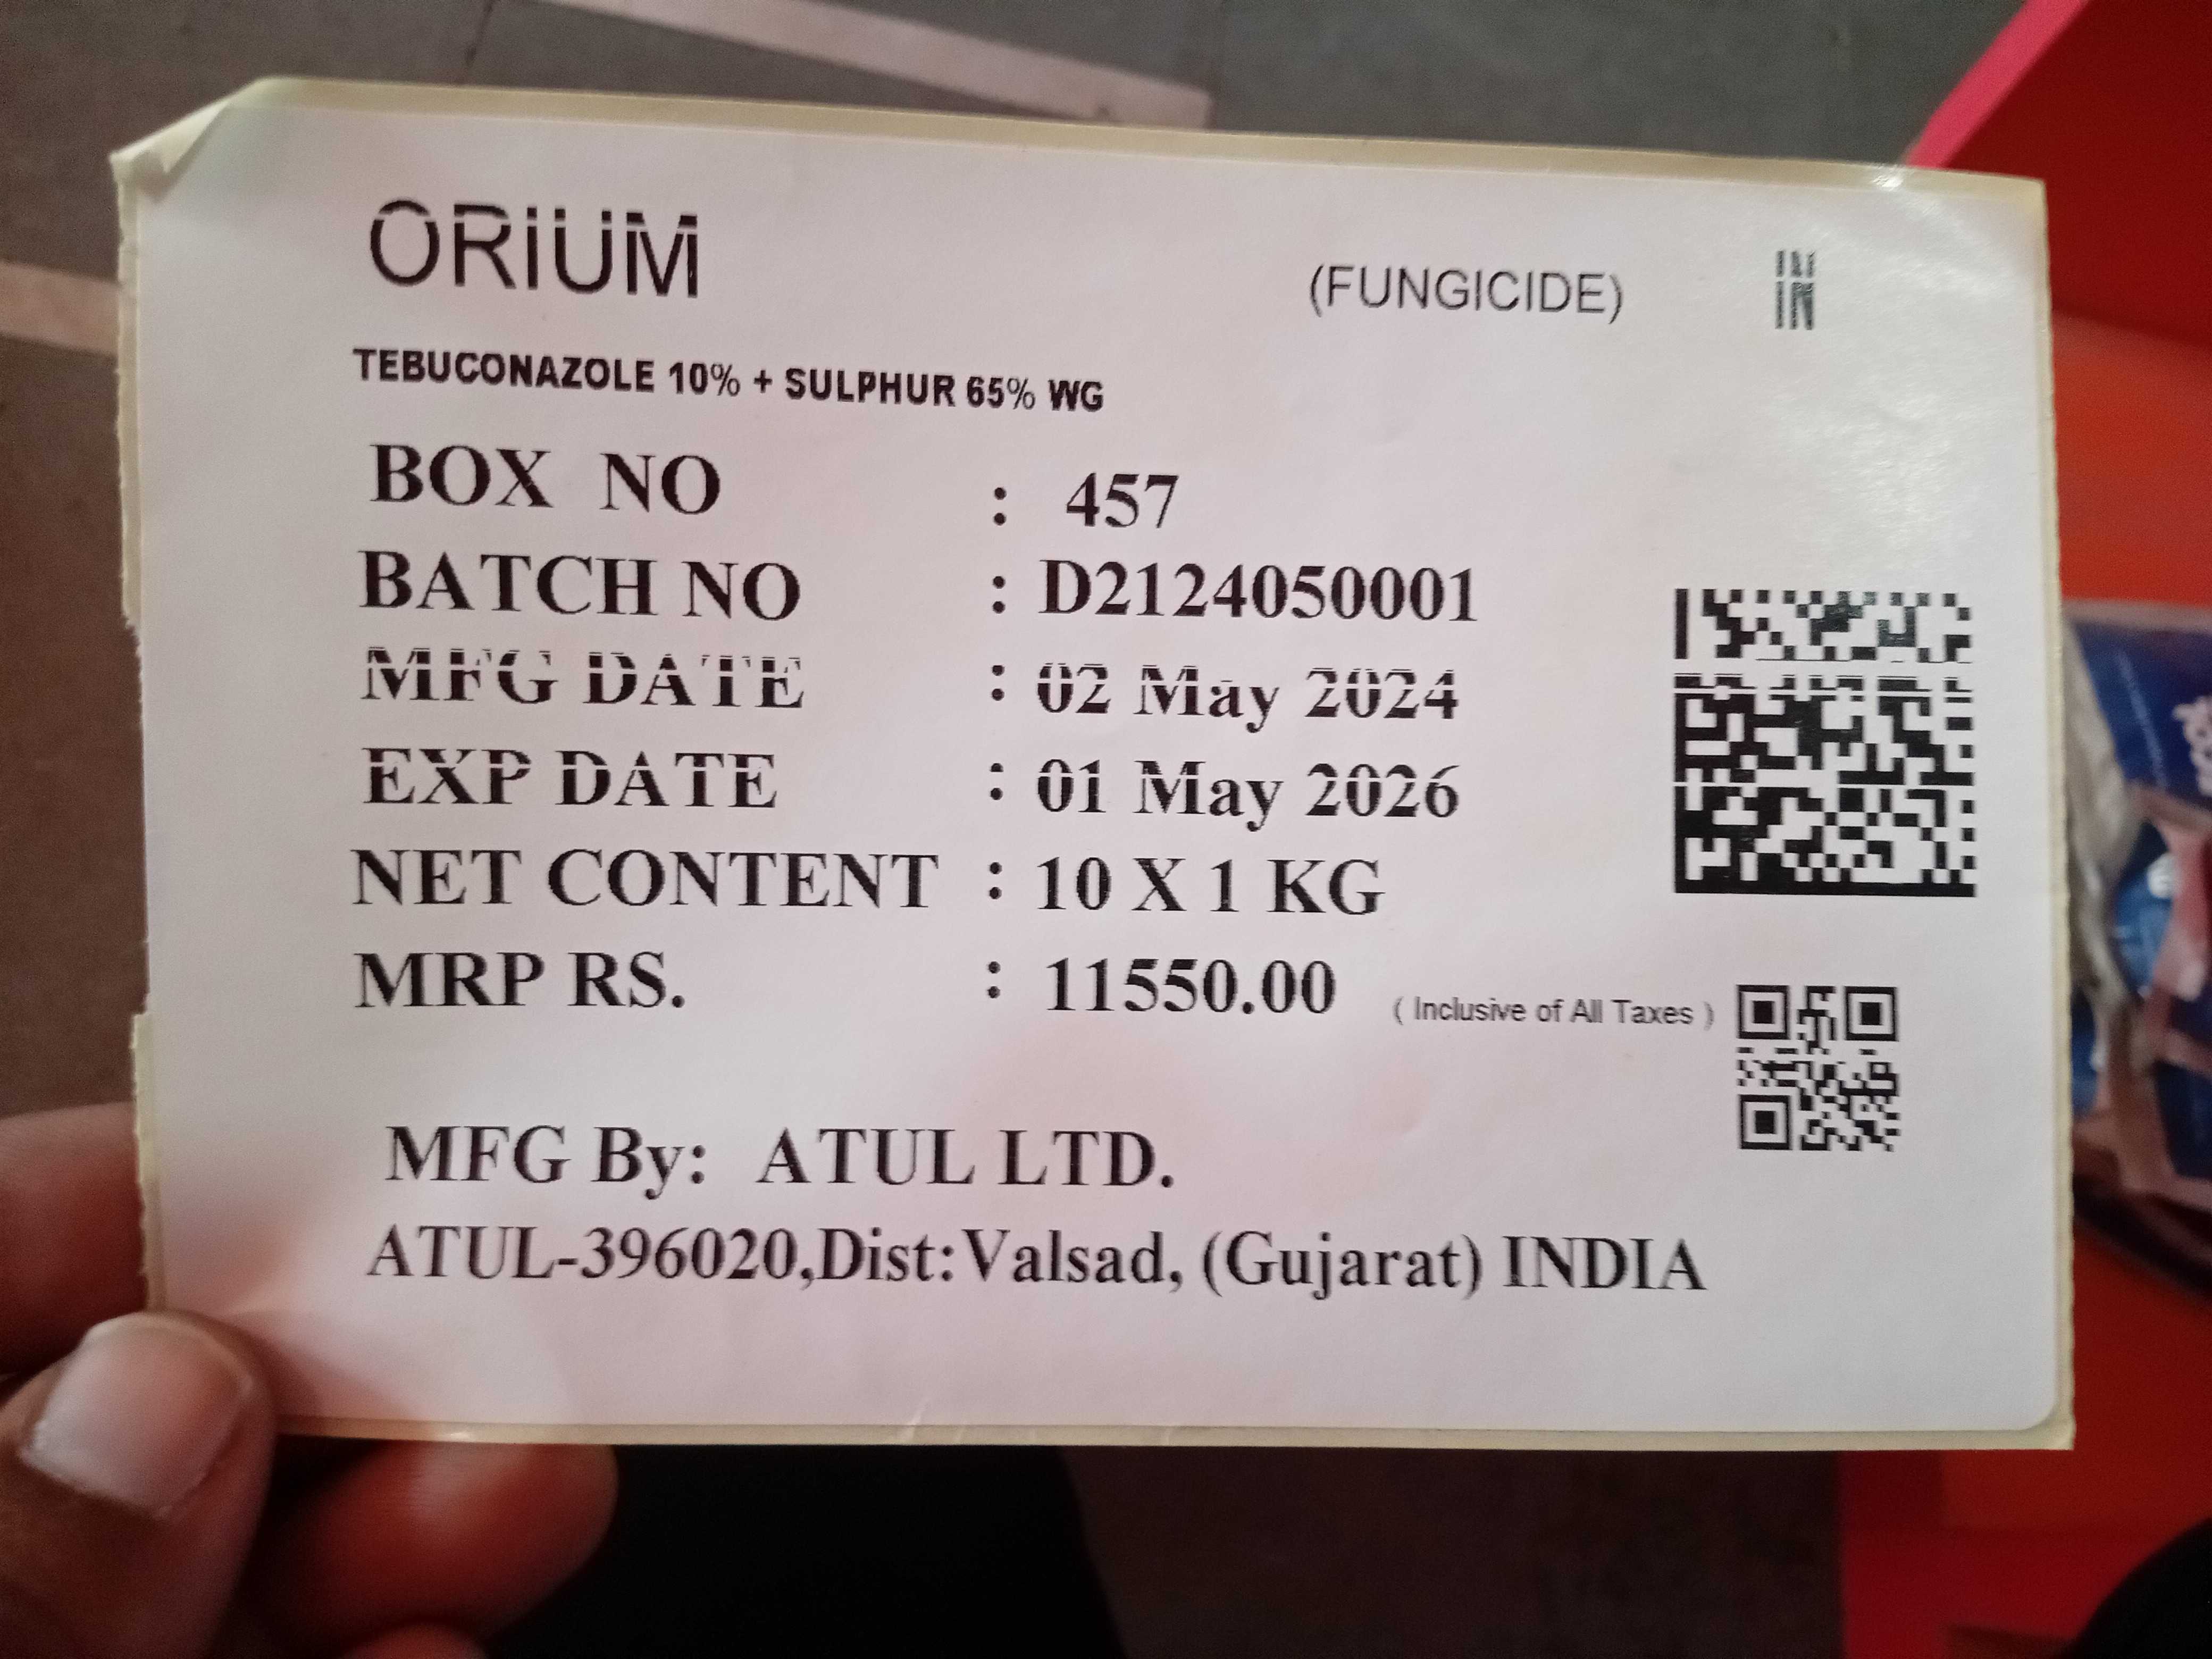 ORIUM
(FUNGICIDE)
IN
TEBUCONAZOLE 10% + SULPHUR 65% WG
BOX NO : 457
BATCH NO : D2124050001
MFG DATE : 02 May 2024
EXP DATE : 01 May 2026
NET CONTENT : 10 X 1 KG
MRP RS. : 11550.00 ( Inclusive of All Taxes )
MFG By: ATUL LTD.
ATUL-396020,Dist:Valsad, (Gujarat) INDIA